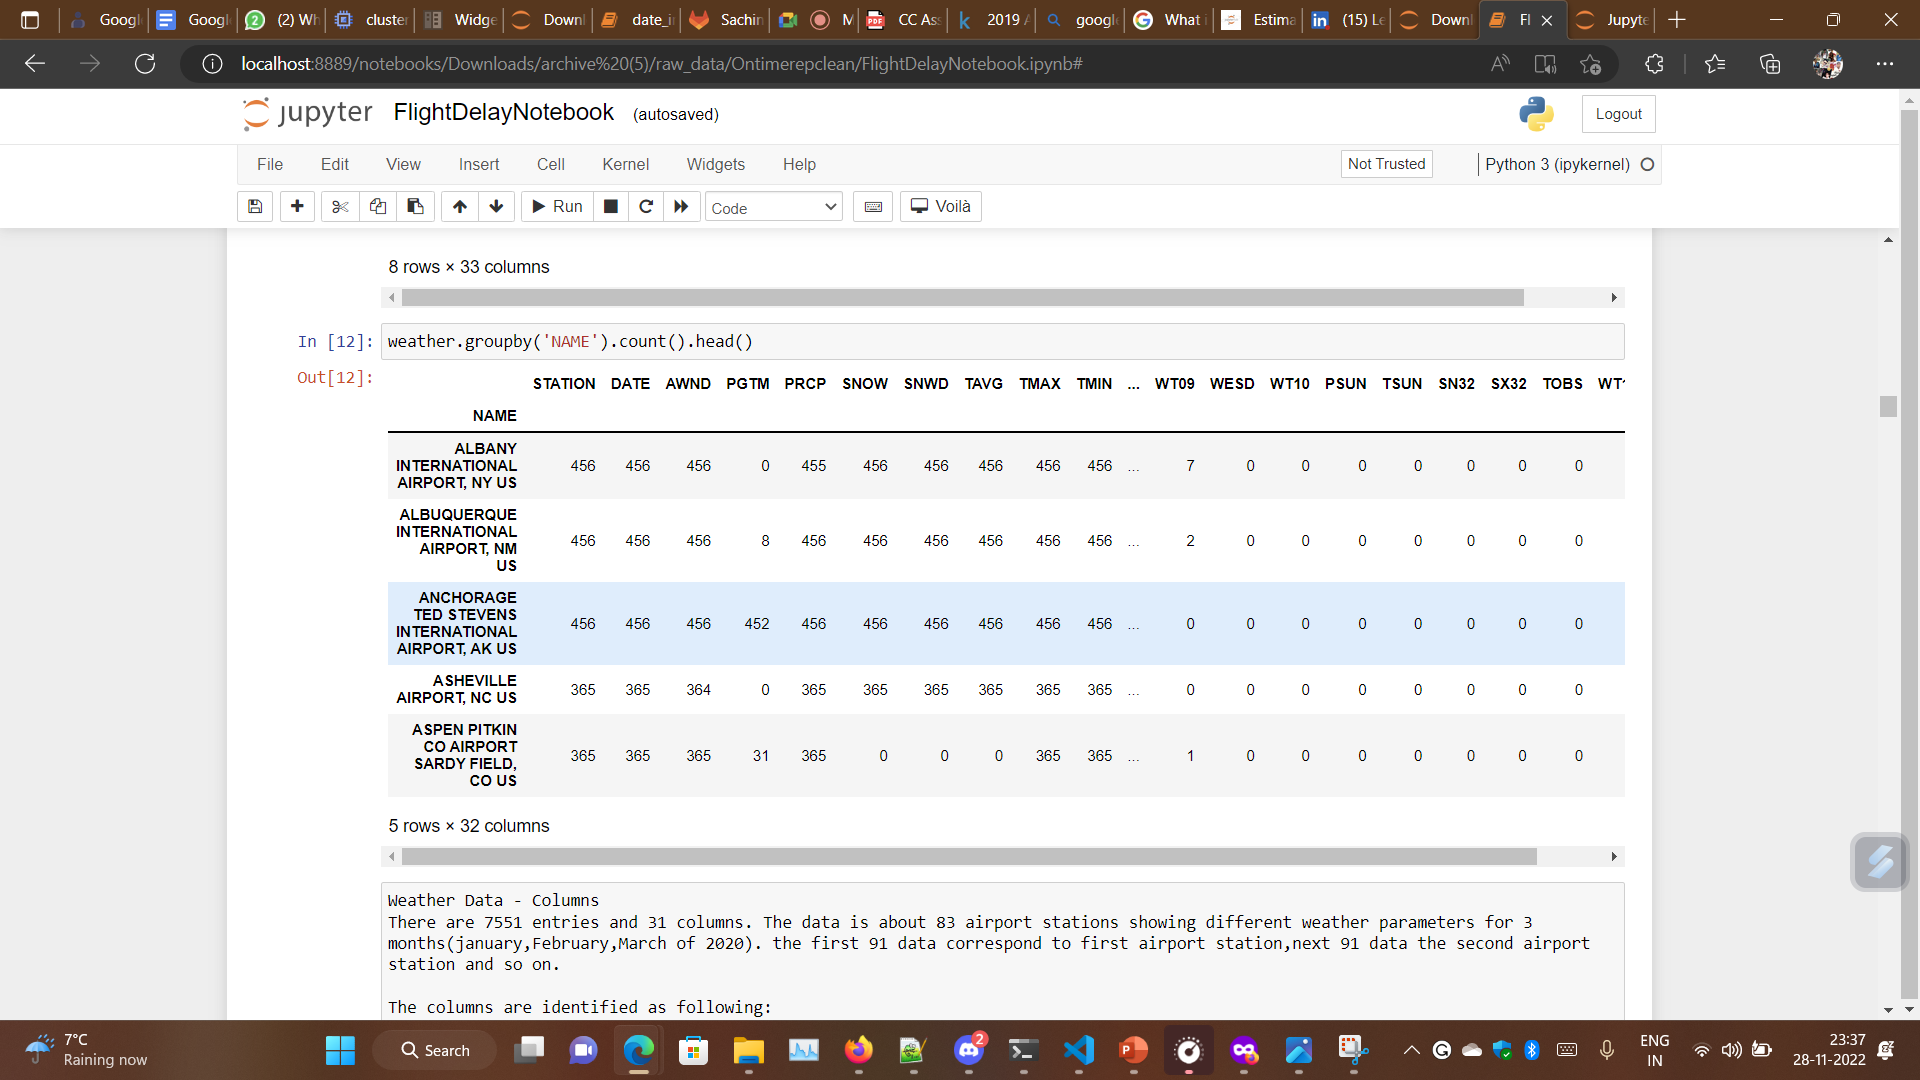 Googl Googl (2) Wh cluster Widge Downl date_in Sachin M CC Ass 2019 A googl What i Estima (15) Le Downl Fl Jupyte
localhost:8889/notebooks/Downloads/archive%20(5)/raw_data/Ontimerepclean/FlightDelayNotebook.ipynb#
jupyter FlightDelayNotebook (autosaved) Logout
File Edit View Insert Cell Kernel Widgets Help Not Trusted Python 3 (ipykernel)
Run Code Voilà
8 rows × 33 columns
In [12]: weather.groupby('NAME').count().head()
Out[12]:
STATION DATE AWND PGTM PRCP SNOW SNWD TAVG TMAX TMIN ... WT09 WESD WT10 PSUN TSUN SN32 SX32 TOBS WT1
NAME
ALBANY
INTERNATIONAL 456 456 456 0 455 456 456 456 456 456 ... 7 0 0 0 0 0 0 0
AIRPORT, NY US
ALBUQUERQUE
INTERNATIONAL
AIRPORT, NM 456 456 456 8 456 456 456 456 456 456 ... 2 0 0 0 0 0 0 0
US
ANCHORAGE
TED STEVENS
INTERNATIONAL 456 456 456 452 456 456 456 456 456 456 ... 0 0 0 0 0 0 0 0
AIRPORT, AK US
ASHEVILLE
AIRPORT, NC US 365 365 364 0 365 365 365 365 365 365 ... 0 0 0 0 0 0 0 0
ASPEN PITKIN
CO AIRPORT
SARDY FIELD, 365 365 365 31 365 0 0 0 365 365 ... 1 0 0 0 0 0 0 0
CO US
5 rows × 32 columns
Weather Data - Columns
There are 7551 entries and 31 columns. The data is about 83 airport stations showing different weather parameters for 3
months(january,February,March of 2020). the first 91 data correspond to first airport station,next 91 data the second airport
station and so on.
The columns are identified as following:
7°C
Raining now
Search
2
ENG
IN
23:37
28-11-2022